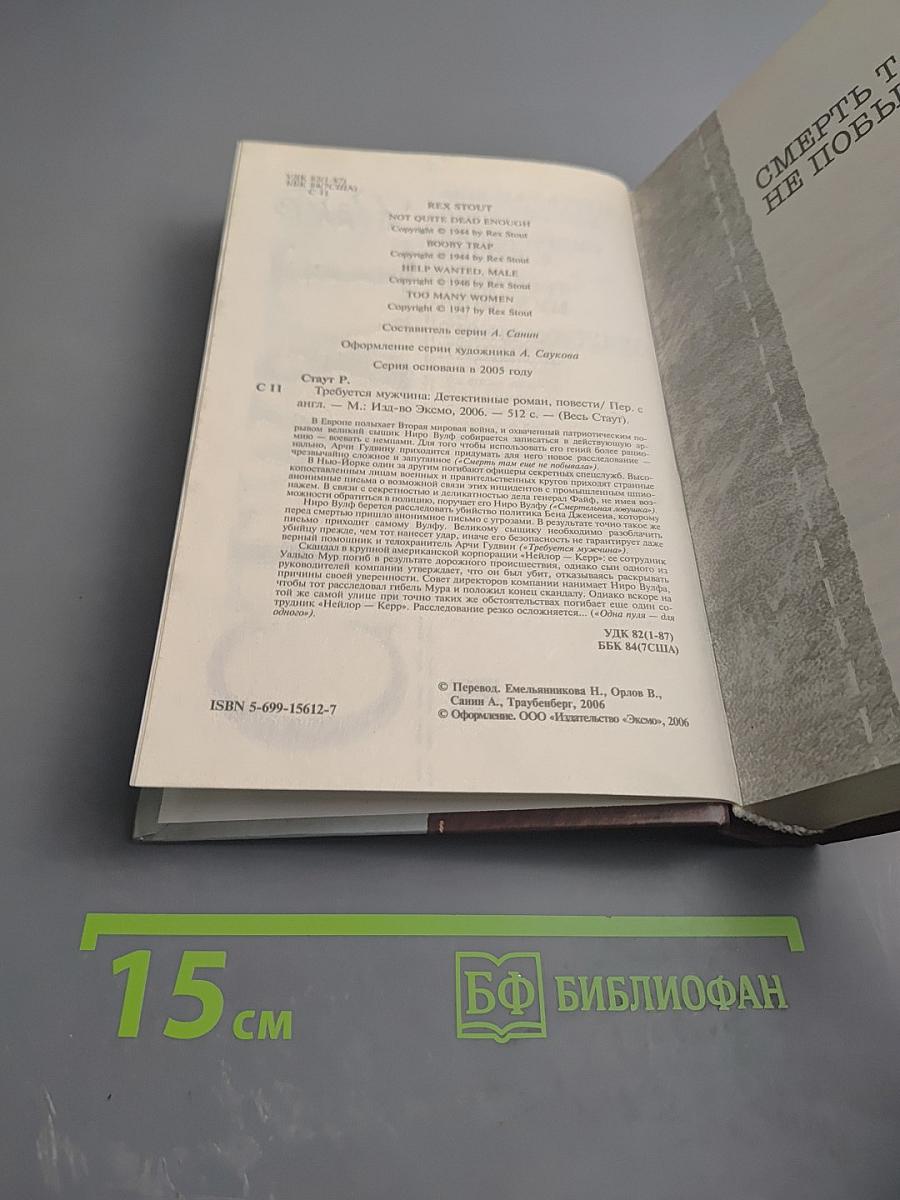 УДК 82(1-87)
ББК 84(7США)
С 11
REX STOUT
NOT QUITE DEAD ENOUGH
Copyright © 1944 by Rex Stout
BOOBY TRAP
Copyright © 1944 by Rex Stout
HELP WANTED, MALE
Copyright © 1946 by Rex Stout
TOO MANY WOMEN
Copyright © 1947 by Rex Stout
Составитель серии А. Санин
Оформление серии художника А. Саукова
Серия основана в 2005 году
Стаут Р.
С 11 Требуется мужчина: Детективные роман, повести/ Пер. с
англ. — М.: Изд-во Эксмо, 2006. — 512 с. — (Весь Стаут).
В Европе полыхает Вторая мировая война, и охваченный патриотическим по-
рывом великий сыщик Ниро Вулф собирается записаться в действующую ар-
мию — воевать с немцами. Для того чтобы использовать его гений более рацио-
нально, Арчи Гудвину приходится придумать для него новое расследование —
чрезвычайно сложное и запутанное («Смерть там еще не побывала»).
В Нью-Йорке один за другим погибают офицеры секретных спецслужб. Высо-
копоставленным лицам военных и правительственных кругов приходят странные
анонимные письма о возможной связи этих инцидентов с промышленным шпио-
нажем. В связи с секретностью и деликатностью дела генерал Файф, не имея воз-
можности обратиться в полицию, поручает его Ниро Вулфу («Смертельная ловушка»).
Ниро Вулф берется расследовать убийство политика Бена Дженсена, которому
перед смертью пришло анонимное письмо с угрозами. В результате точно такое же
письмо приходит самому Вулфу. Великому сыщику необходимо разоблачить
убийцу прежде, чем тот нанесет удар, иначе его безопасность не гарантирует даже
верный помощник и телохранитель Арчи Гудвин («Требуется мужчина»).
Скандал в крупной американской корпорации «Нейлор — Керр»: ее сотрудник
Уальдо Мур погиб в результате дорожного происшествия, однако сын одного из
руководителей компании утверждает, что он был убит, отказываясь раскрывать
причины своей уверенности. Совет директоров компании нанимает Ниро Вулфа,
чтобы тот расследовал гибель Мура и положил конец скандалу. Однако вскоре на
той же самой улице при точно таких же обстоятельствах погибает еще один со-
трудник «Нейлор — Керр». Расследование резко осложняется... («Одна пуля — для
одного»).
УДК 82(1-87)
ББК 84(7США)
© Перевод. Емельянникова Н., Орлов В.,
Санин А., Траубенберг, 2006
ISBN 5-699-15612-7
© Оформление. ООО «Издательство «Эксмо», 2006
СМЕРТЬ Т
НЕ ПОБЫ
15 см
БФ БИБЛИОФАН